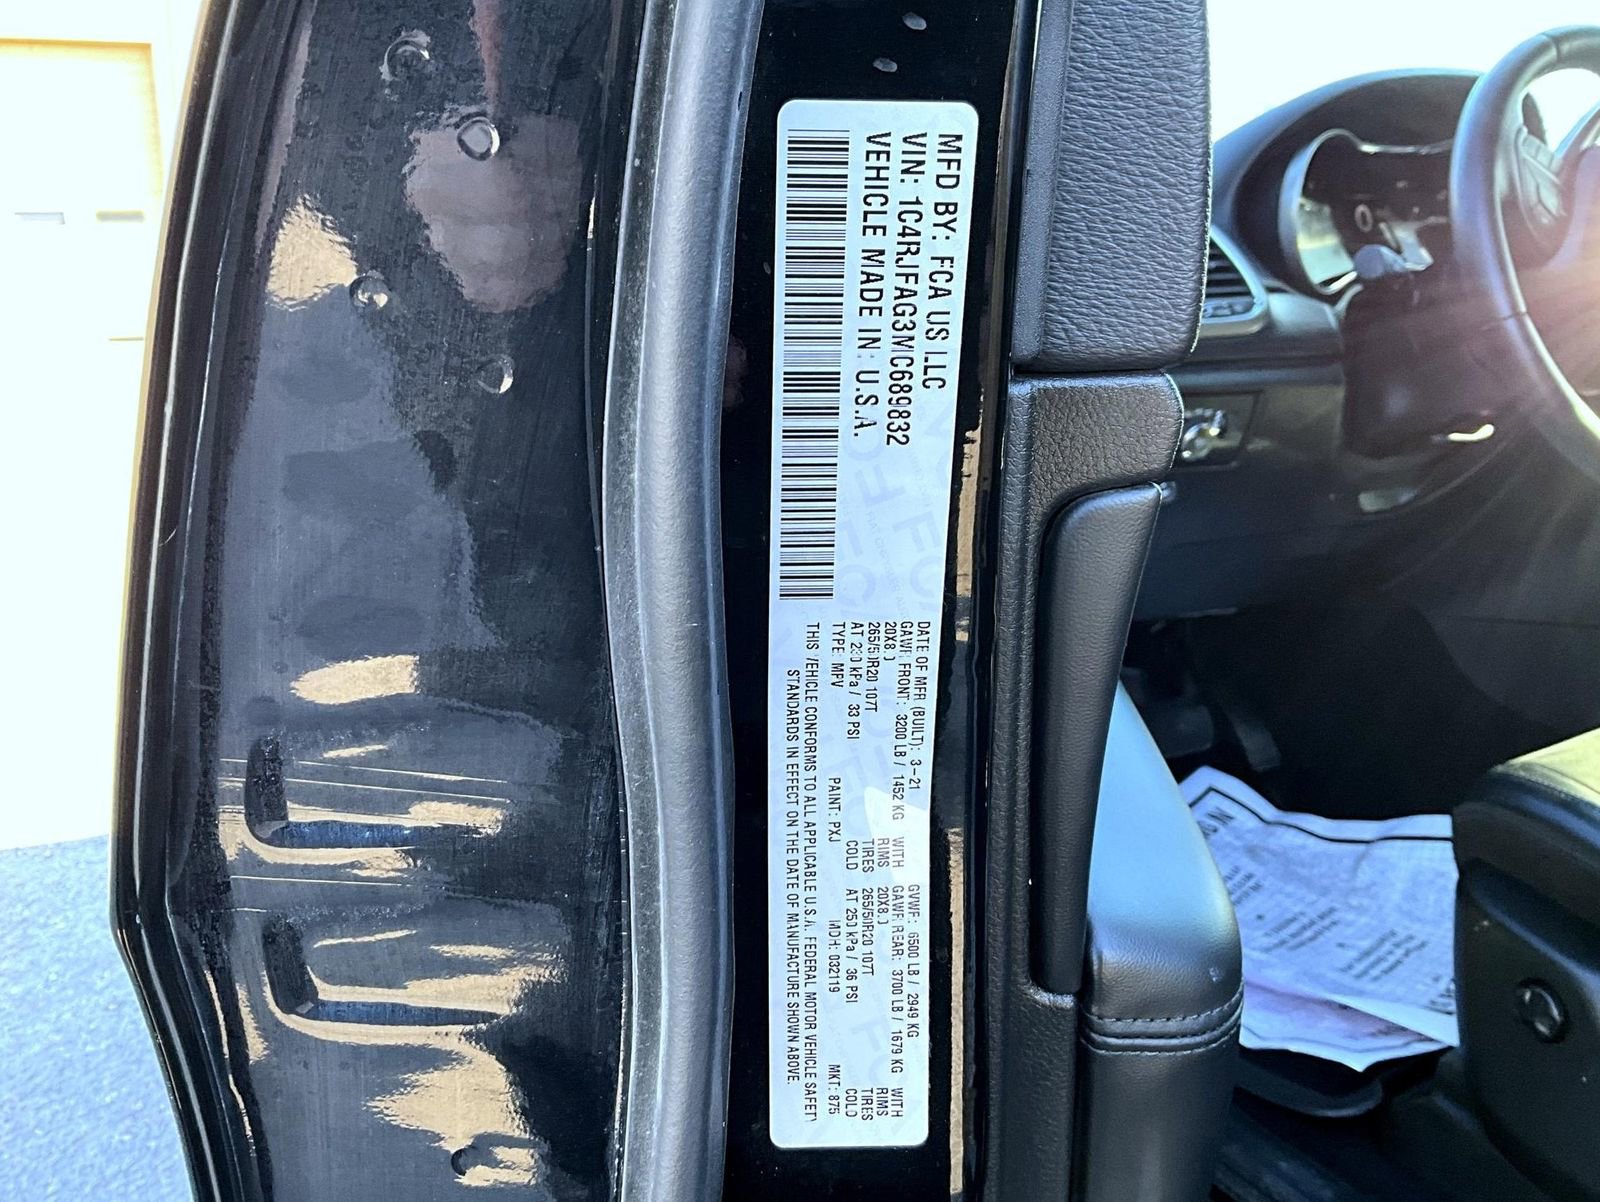 MFD BY: FCA US LLC
VIN: 1C4RJFAG3MC689832
VEHICLE MADE IN: U.S.A.
DATE OF MFR (BUILT): 3-21
GAWR FRONT: 3200 LB / 1452 KG WITH
20X8.0 RIMS
265/50R20 107T TIRES
AT 230 kPa / 33 PSI COLD
GVWR: 6500 LB / 2949 KG
GAWR REAR: 3700 LB / 1679 KG WITH
20X8.0 RIMS
265/50R20 107T TIRES
AT 250 kPa / 36 PSI COLD
TYPE: MPV PAINT: PXJ MDH: 032119 MKT: 875
THIS VEHICLE CONFORMS TO ALL APPLICABLE U.S.A. FEDERAL MOTOR VEHICLE SAFETY
STANDARDS IN EFFECT ON THE DATE OF MANUFACTURE SHOWN ABOVE.